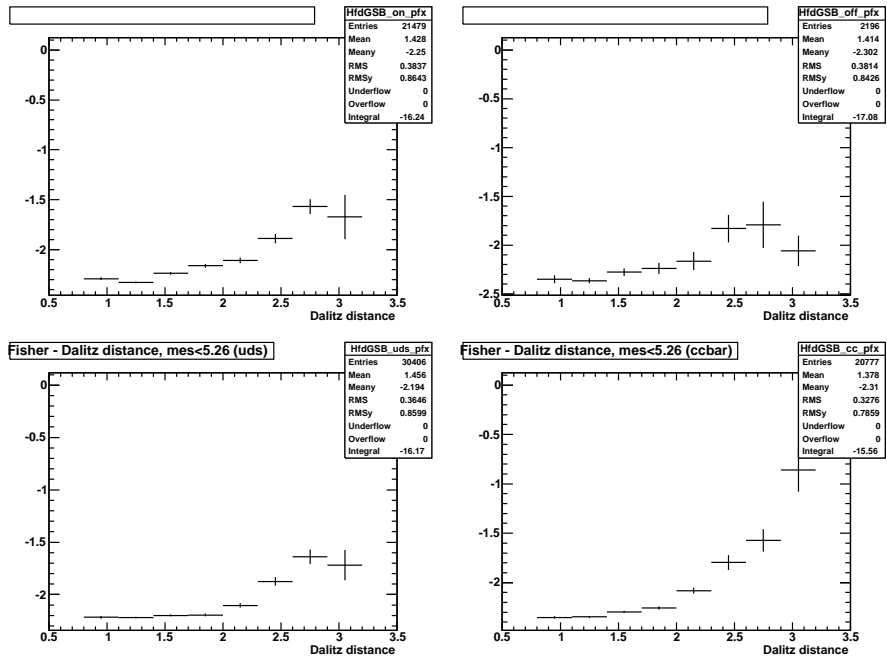 HfdGSB_on_pfx
Entries 21479
Mean 1.428
Meany -2.25
RMS 0.3837
RMSy 0.8643
Underflow 0
Overflow 0
Integral -16.24
0
-0.5
-1
-1.5
-2
0.5 1 1.5 2 2.5 3 3.5
Dalitz distance
HfdGSB_off_pfx
Entries 2196
Mean 1.414
Meany -2.302
RMS 0.3814
RMSy 0.8426
Underflow 0
Overflow 0
Integral -17.08
0
-0.5
-1
-1.5
-2
-2.5
0.5 1 1.5 2 2.5 3 3.5
Dalitz distance
Fisher - Dalitz distance, mes<5.26 (uds)
HfdGSB_uds_pfx
Entries 30406
Mean 1.456
Meany -2.194
RMS 0.3646
RMSy 0.8599
Underflow 0
Overflow 0
Integral -16.17
0
-0.5
-1
-1.5
-2
0.5 1 1.5 2 2.5 3 3.5
Dalitz distance
Fisher - Dalitz distance, mes<5.26 (ccbar)
HfdGSB_cc_pfx
Entries 20777
Mean 1.378
Meany -2.31
RMS 0.3276
RMSy 0.7859
Underflow 0
Overflow 0
Integral -15.56
0
-0.5
-1
-1.5
-2
0.5 1 1.5 2 2.5 3 3.5
Dalitz distance